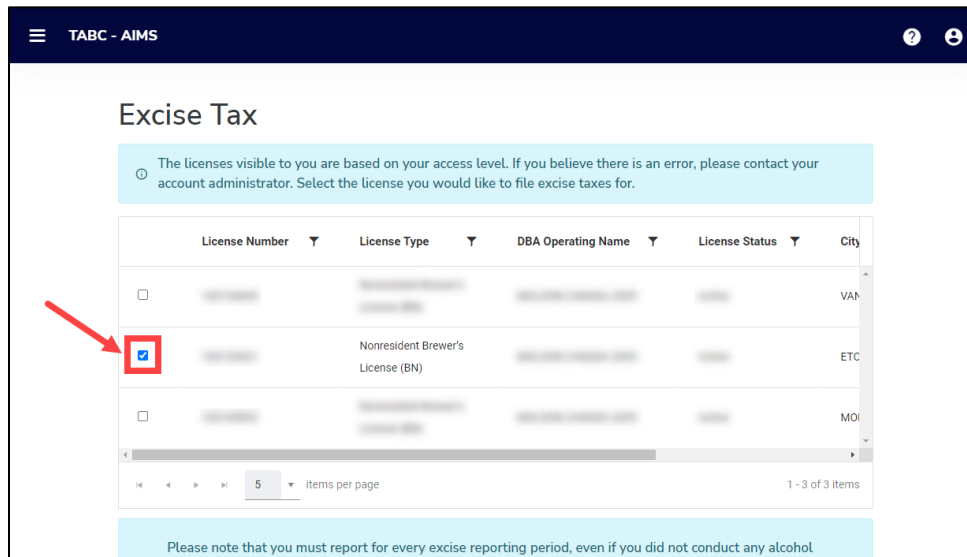 TABC - AIMS
Excise Tax
The licenses visible to you are based on your access level. If you believe there is an error, please contact your
account administrator. Select the license you would like to file excise taxes for.
License Number License Type DBA Operating Name License Status City
VAN
Nonresident Brewer's
License (BN)
ETO
MO
5 items per page 1 - 3 of 3 items
Please note that you must report for every excise reporting period, even if you did not conduct any alcohol